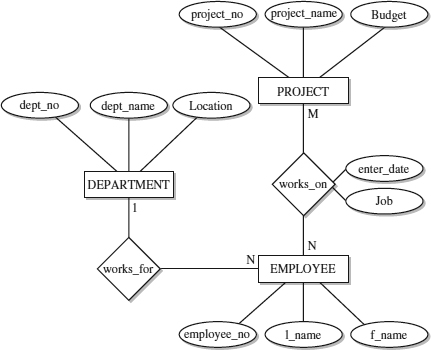 project_no
project_name
Budget
PROJECT
M
dept_no
dept_name
Location
DEPARTMENT
1
works_on
enter_date
Job
works_for
N
N
EMPLOYEE
employee_no
l_name
f_name